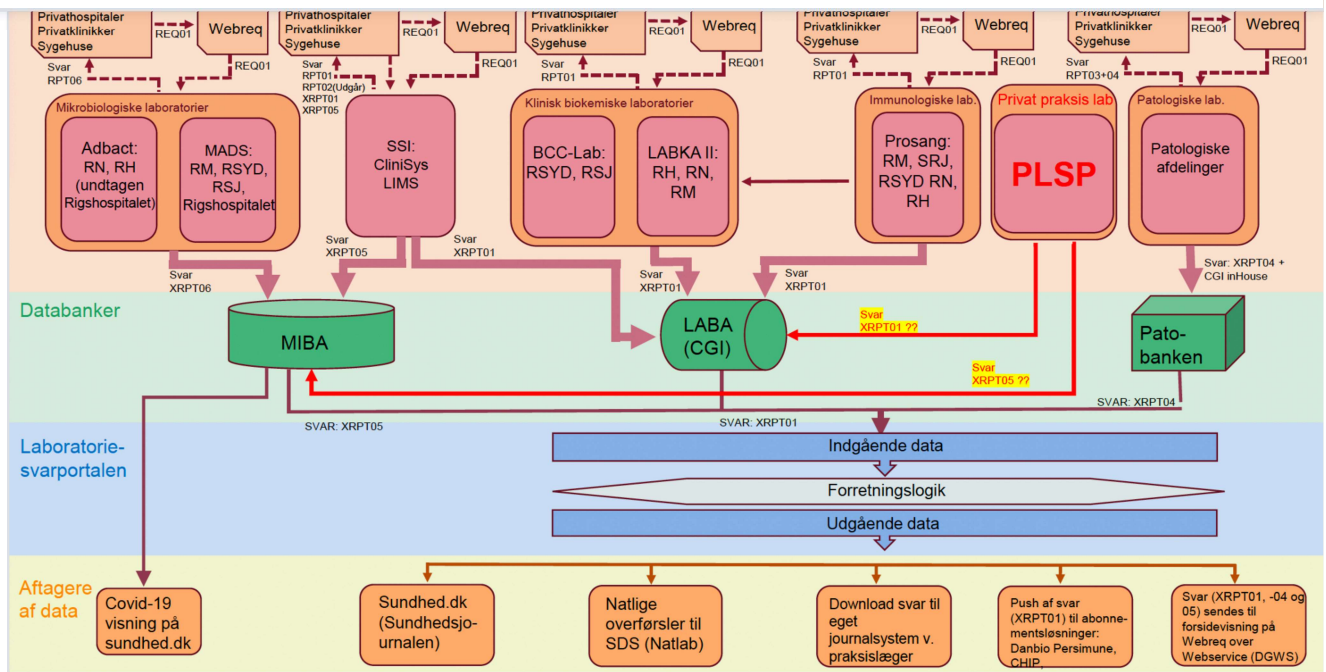 Privathospitaler
Privatklinikker
Sygehuse
REQ01
Webreq
Privathospitaler
Privatklinikker
Sygehuse
REQ01
Webreq
Privathospitaler
Privatklinikker
Sygehuse
REQ01
Webreq
Privathospitaler
Privatklinikker
Sygehuse
REQ01
Webreq
Privathospitaler
Privatklinikker
Sygehuse
REQ01
Webreq
Svar
RPT06
REQ01
Svar
RPT01
RPT02(Udgår)
XRPT01
XRPT05
REQ01
Svar
RPT01
REQ01
Svar
RPT01
REQ01
Svar
RPT03+04
REQ01
Mikrobiologiske laboratorier
Adbact:
RN, RH
(undtagen
Rigshospitalet)
MADS:
RM, RSYD,
RSJ,
Rigshospitalet
SSI:
CliniSys
LIMS
Klinisk biokemiske laboratorier
BCC-Lab:
RSYD, RSJ
LABKA II:
RH, RN,
RM
Immunologiske lab.
Prosang:
RM, SRJ,
RSYD RN,
RH
Privat praksis lab
PLSP
Patologiske lab.
Patologiske
afdelinger
Svar
XRPT06
Svar
XRPT05
Svar
XRPT01
Svar
XRPT01
Svar
XRPT01
Svar: XRPT04 +
CGI inHouse
Databanker
MIBA
LABA
(CGI)
Svar
XRPT01 ??
Svar
XRPT05 ??
Pato-
banken
SVAR: XRPT05
SVAR: XRPT01
SVAR: XRPT04
Laboratorie-
svarportalen
Indgående data
Forretningslogik
Udgående data
Aftagere
af data
Covid-19
visning på
sundhed.dk
Sundhed.dk
(Sundhedsjo-
urnalen)
Natlige
overførsler til
SDS (Natlab)
Download svar til
eget
journalsystem v.
praksislæger
Push af svar
(XRPT01) til abonne-
mentsløsninger:
Danbio Persimune,
CHIP,
Svar (XRPT01, -04 og
05) sendes til
forsidevisning på
Webreq over
Webservice (DGWS)